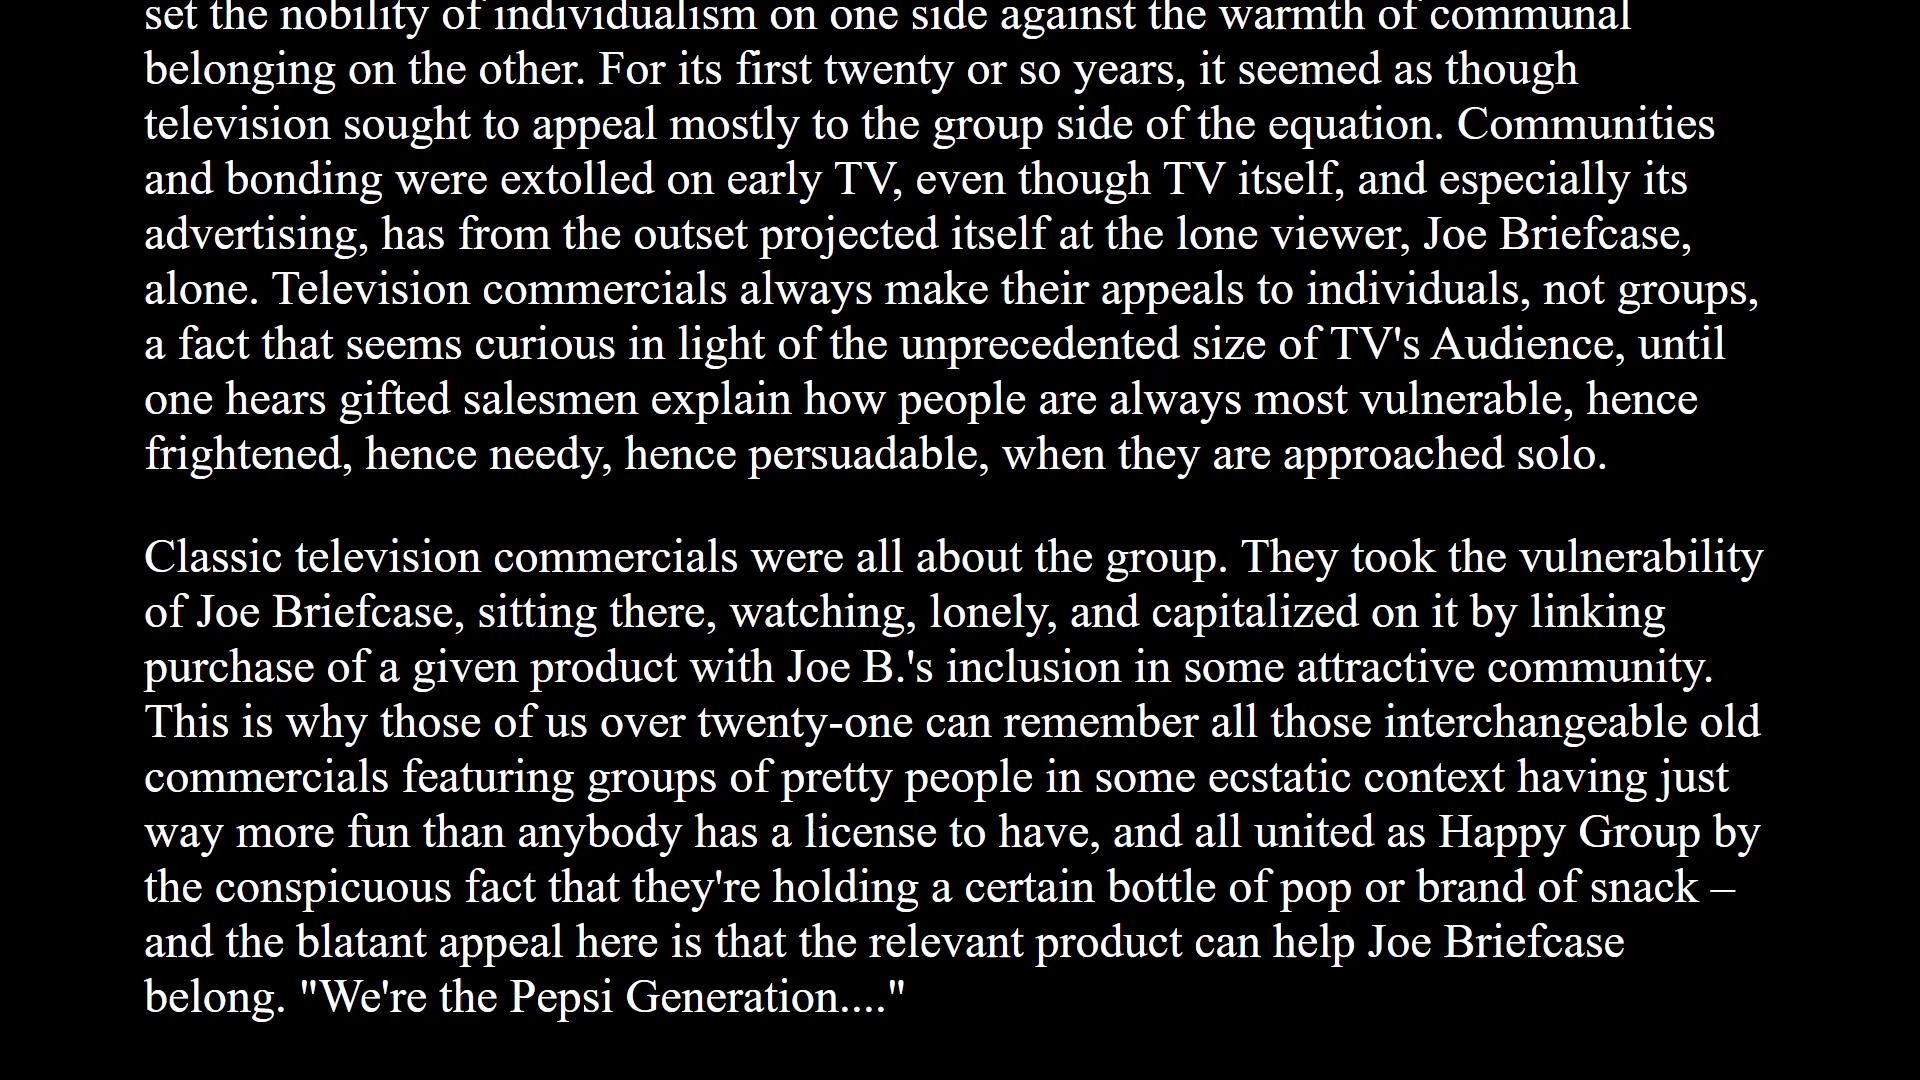 set the nobility of individualism on one side against the warmth of communal
belonging on the other. For its first twenty or so years, it seemed as though
television sought to appeal mostly to the group side of the equation. Communities
and bonding were extolled on early TV, even though TV itself, and especially its
advertising, has from the outset projected itself at the lone viewer, Joe Briefcase,
alone. Television commercials always make their appeals to individuals, not groups,
a fact that seems curious in light of the unprecedented size of TV's Audience, until
one hears gifted salesmen explain how people are always most vulnerable, hence
frightened, hence needy, hence persuadable, when they are approached solo.
Classic television commercials were all about the group. They took the vulnerability
of Joe Briefcase, sitting there, watching, lonely, and capitalized on it by linking
purchase of a given product with Joe B.'s inclusion in some attractive community.
This is why those of us over twenty-one can remember all those interchangeable old
commercials featuring groups of pretty people in some ecstatic context having just
way more fun than anybody has a license to have, and all united as Happy Group by
the conspicuous fact that they're holding a certain bottle of pop or brand of snack –
and the blatant appeal here is that the relevant product can help Joe Briefcase
belong. "We're the Pepsi Generation...."